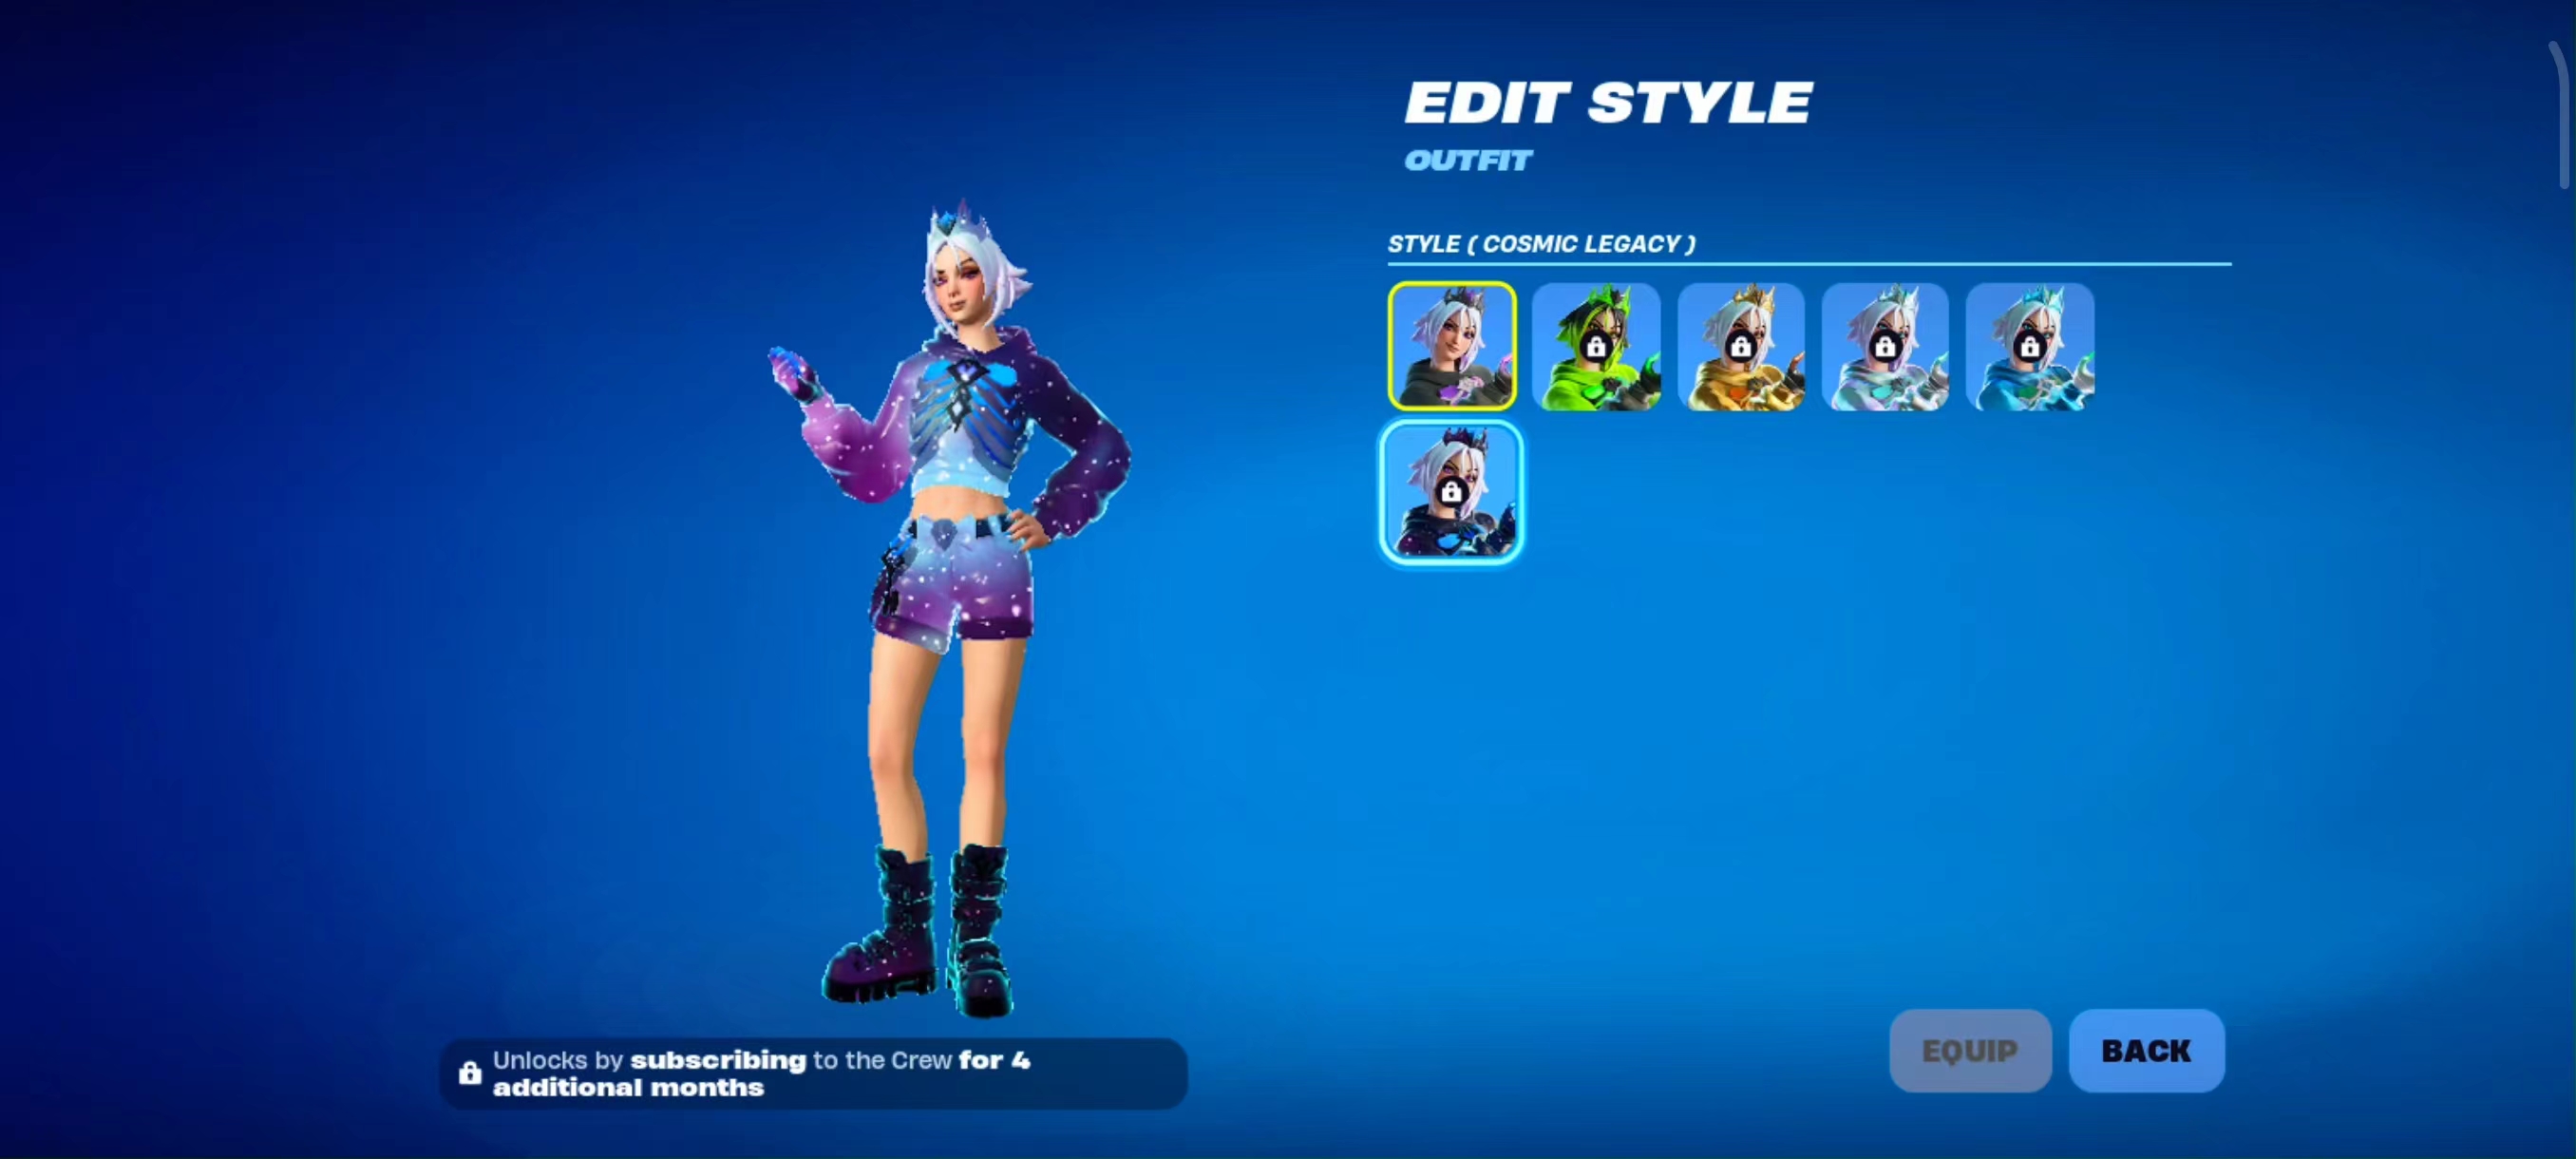 EDIT STYLE
OUTFIT
STYLE ( COSMIC LEGACY )
Unlocks by subscribing to the Crew for 4
additional months
EQUIP
BACK